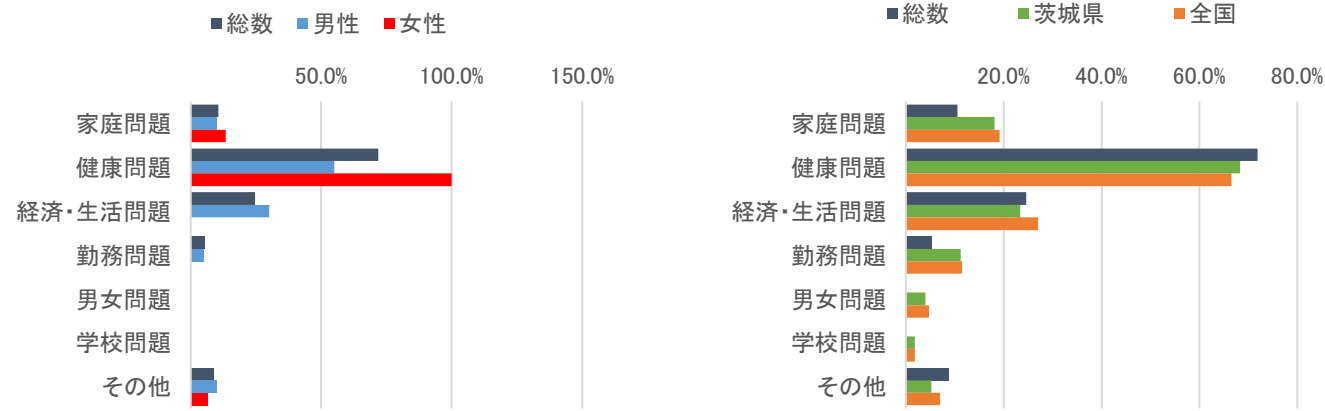 総数 男性 女性
50.0% 100.0% 150.0%
家庭問題
健康問題
経済・生活問題
勤務問題
男女問題
学校問題
その他
総数 茨城県 全国
20.0% 40.0% 60.0% 80.0%
家庭問題
健康問題
経済・生活問題
勤務問題
男女問題
学校問題
その他